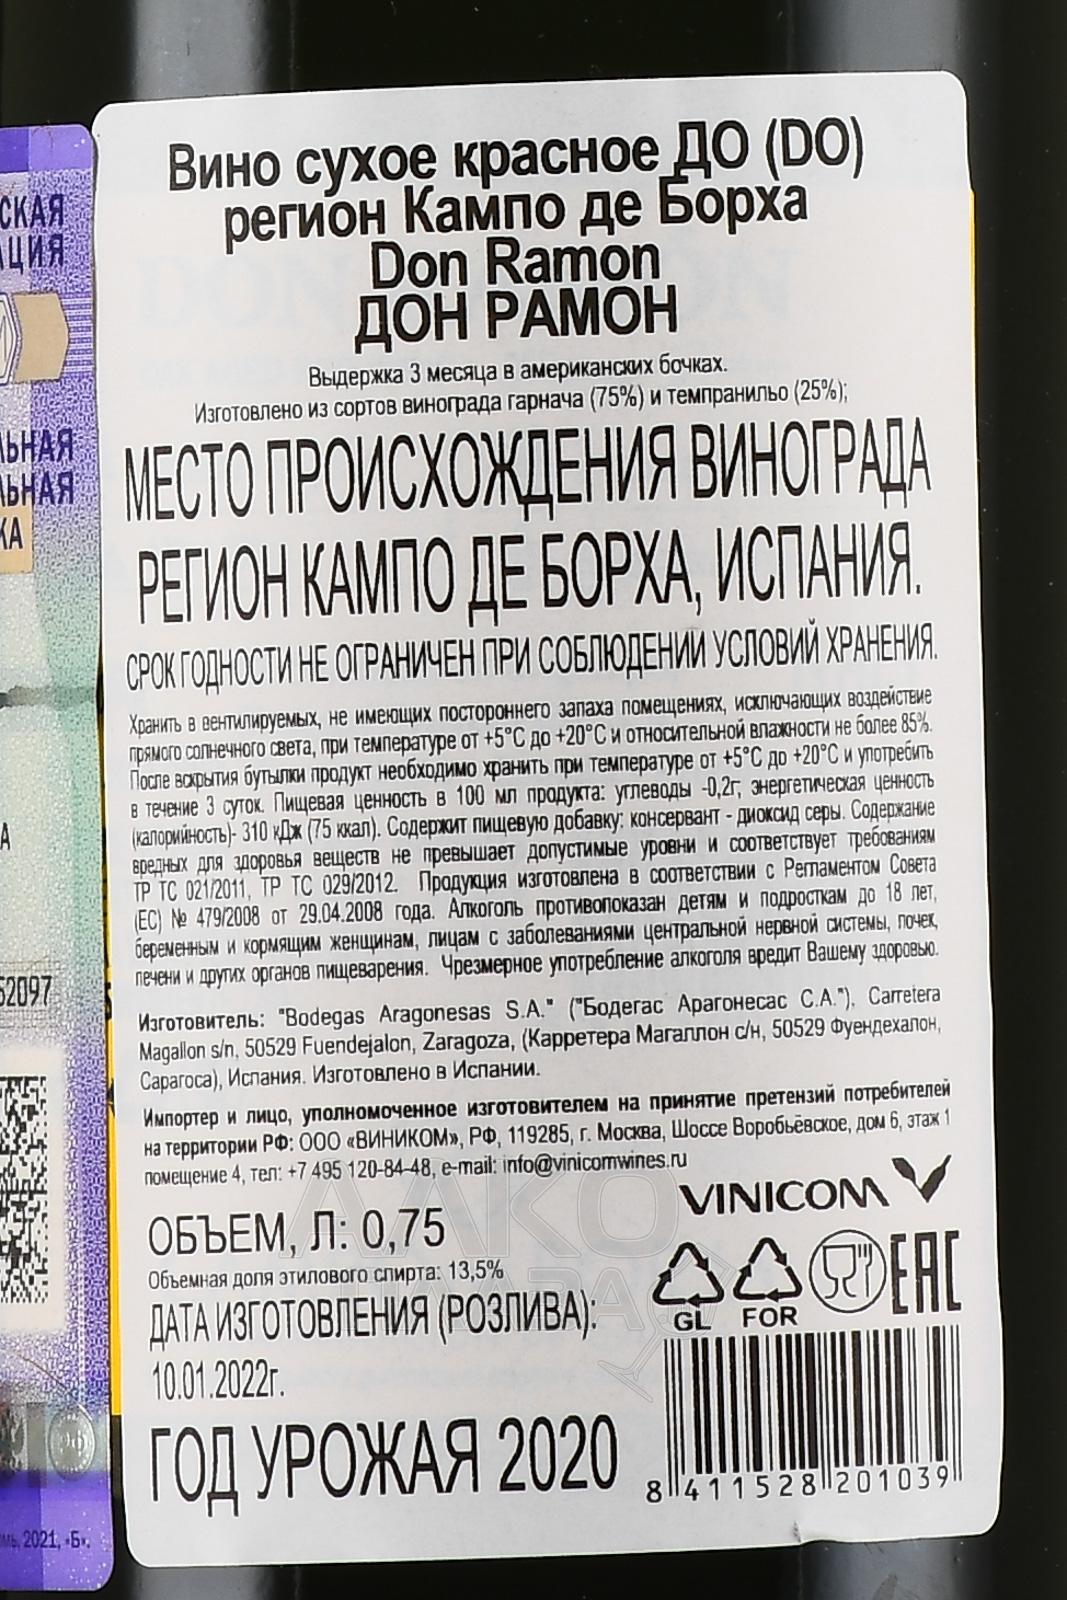 Вино сухое красное ДО (DO)
регион Кампо де Борха
Don Ramon
ДОН РАМОН
Выдержка 3 месяца в американских бочках.
Изготовлено из сортов винограда гарнача (75%) и темпранильо (25%);
МЕСТО ПРОИСХОЖДЕНИЯ ВИНОГРАДА
РЕГИОН КАМПО ДЕ БОРХА, ИСПАНИЯ.
СРОК ГОДНОСТИ НЕ ОГРАНИЧЕН ПРИ СОБЛЮДЕНИИ УСЛОВИЙ ХРАНЕНИЯ.
Хранить в вентилируемых, не имеющих постороннего запаха помещениях, исключающих воздействие
прямого солнечного света, при температуре от +5°С до +20°С и относительной влажности не более 85%.
После вскрытия бутылки продукт необходимо хранить при температуре от +5°С до +20°С и употребить
в течение 3 суток. Пищевая ценность в 100 мл продукта: углеводы -0,2г, энергетическая ценность
(калорийность)- 310 кДж (75 ккал). Содержит пищевую добавку: консервант - диоксид серы. Содержание
вредных для здоровья веществ не превышает допустимые уровни и соответствует требованиям
ТР ТС 021/2011, ТР ТС 029/2012. Продукция изготовлена в соответствии с Регламентом Совета
(ЕС) № 479/2008 от 29.04.2008 года. Алкоголь противопоказан детям и подросткам до 18 лет,
беременным и кормящим женщинам, лицам с заболеваниями центральной нервной системы, почек,
печени и других органов пищеварения. Чрезмерное употребление алкоголя вредит Вашему здоровью.
Изготовитель: "Bodegas Aragonesas S.A." ("Бодегас Арагонесас С.А."), Carretera
Magallon s/n, 50529 Fuendejalon, Zaragoza, (Карретера Магаллон с/н, 50529 Фуендехалон,
Сарагоса), Испания. Изготовлено в Испании.
Импортер и лицо, уполномоченное изготовителем на принятие претензий потребителей
на территории РФ: ООО «ВИНИКОМ», РФ, 119285, г. Москва, Шоссе Воробьёвское, дом 6, этаж 1
помещение 4, тел: +7 495 120-84-48, e-mail: info@vinicomwines.ru
VINICOM
ОБЪЕМ, Л: 0,75
Объемная доля этилового спирта: 13,5%
ДАТА ИЗГОТОВЛЕНИЯ (РОЗЛИВА):
10.01.2022г.
ГОД УРОЖАЯ 2020
GL FOR
EAC
8 411528 201039
АЛКО
ШАРА
СКАЯ
АЦИЯ
ЬНАЯ
ЬНАЯ
КА
А
52097
2021, «Б».